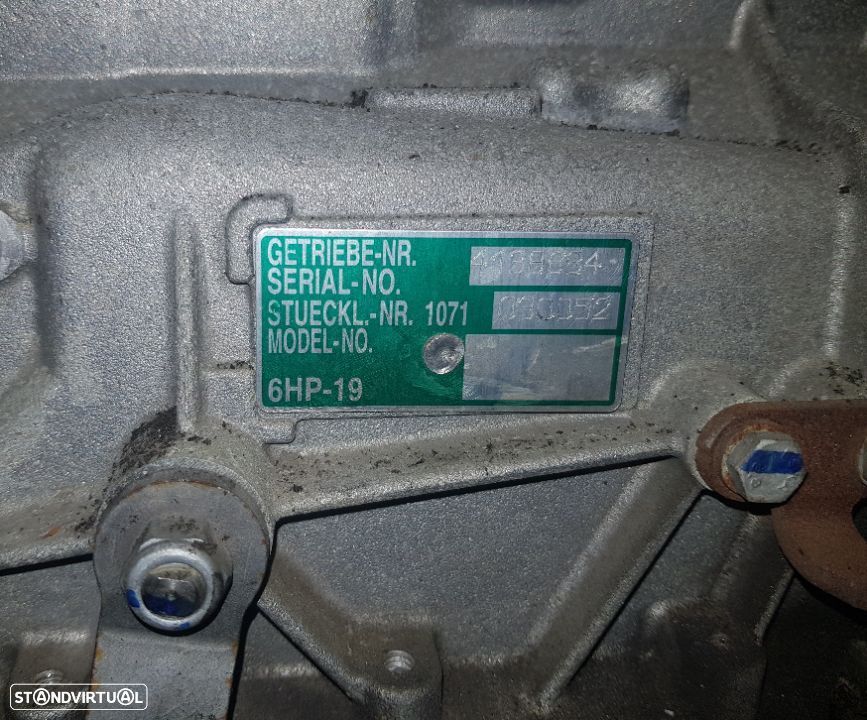 GETRIEBE-NR.
SERIAL-NO.
STUECKL.-NR. 1071
MODEL-NO.
6HP-19
STANDVIRTUAL